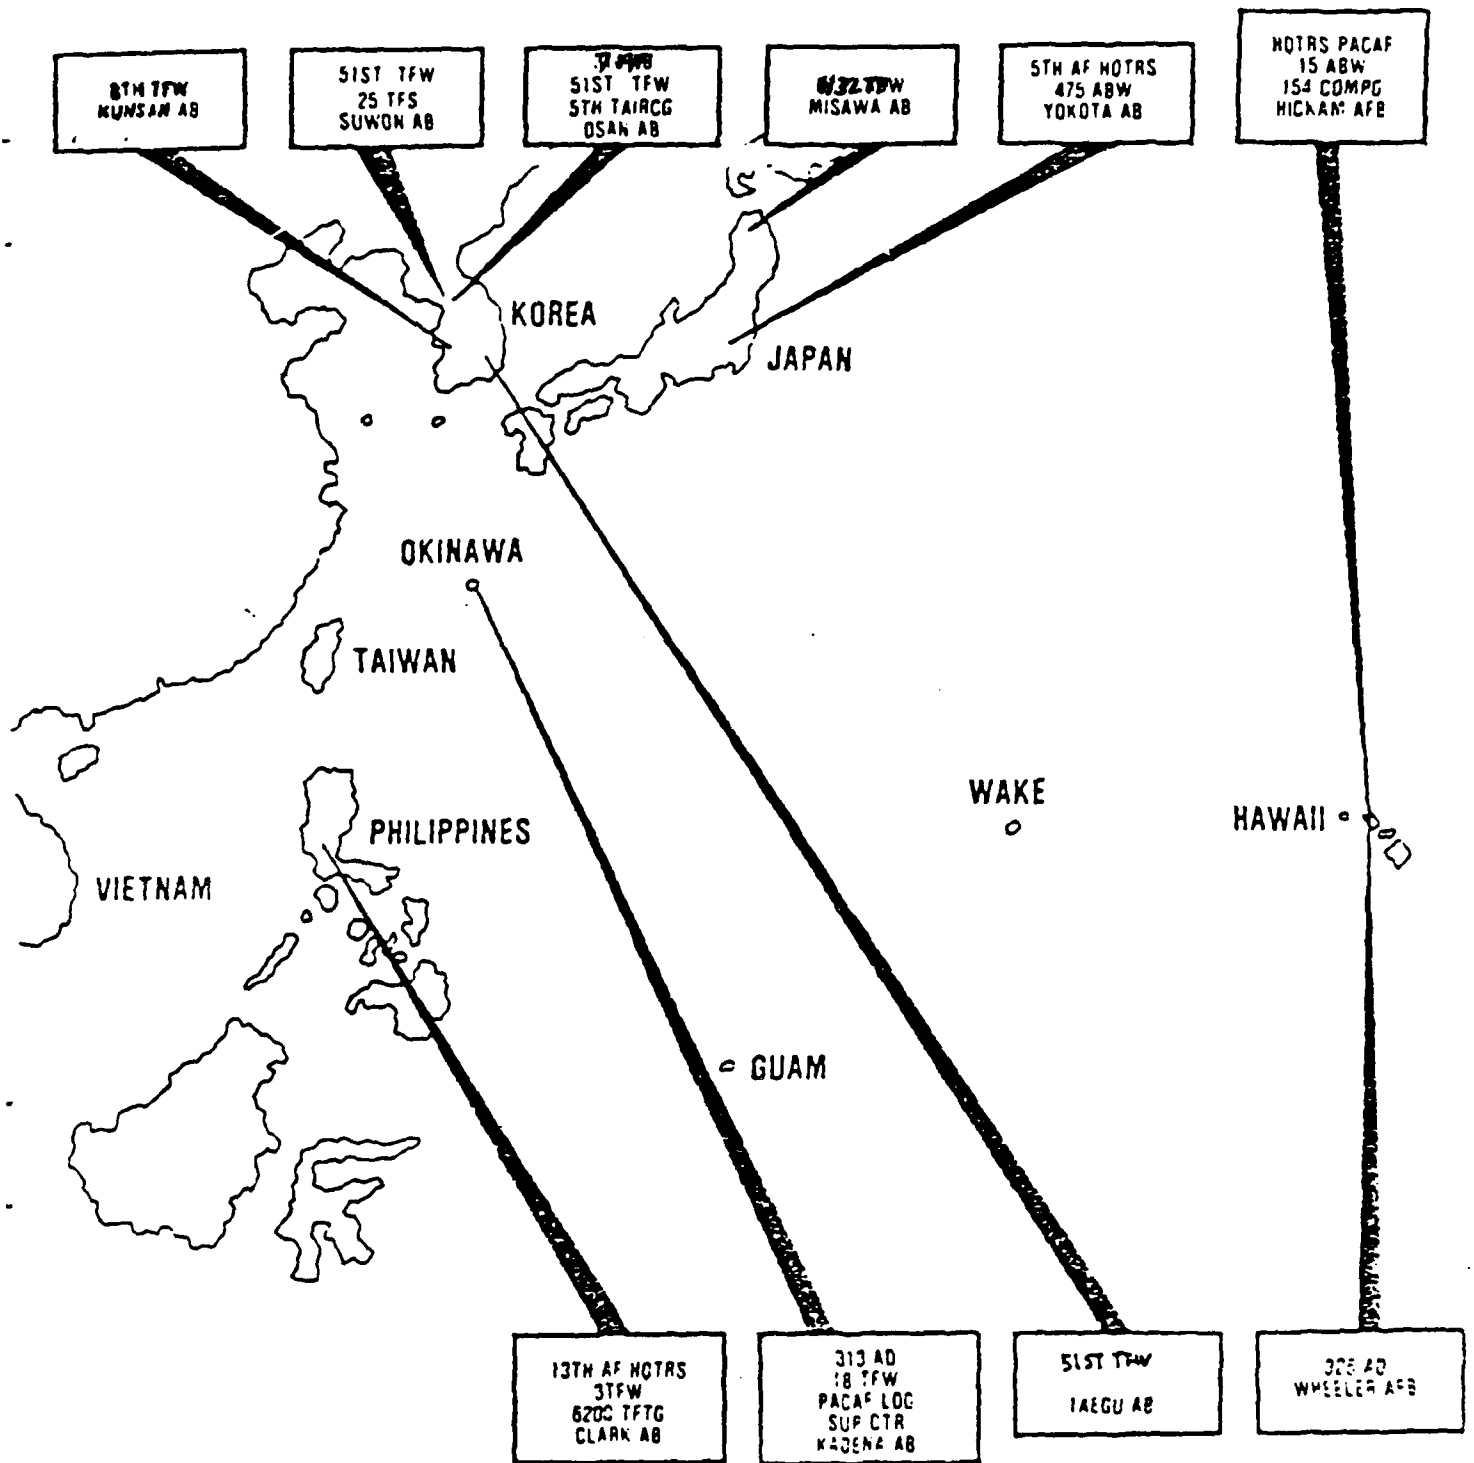 8TH TFW
KUNSAN AB
51ST TFW
25 TFS
SUWON AB
51ST TFW
5TH TAIRCG
OSAN AB
MISAWA AB
5TH AF HQTRS
475 ABW
YOKOTA AB
HQTRS PACAF
15 ABW
154 COMPG
HICKAM AFB
KOREA
JAPAN
OKINAWA
TAIWAN
WAKE
HAWAII
PHILIPPINES
VIETNAM
GUAM
13TH AF HQTRS
3TFW
6200 TFTG
CLARK AB
313 AD
18 TFW
PACAF LOG
SUP CTR
KADENA AB
51ST TFW
TAEGU AB
326 AD
WHEELER AFB